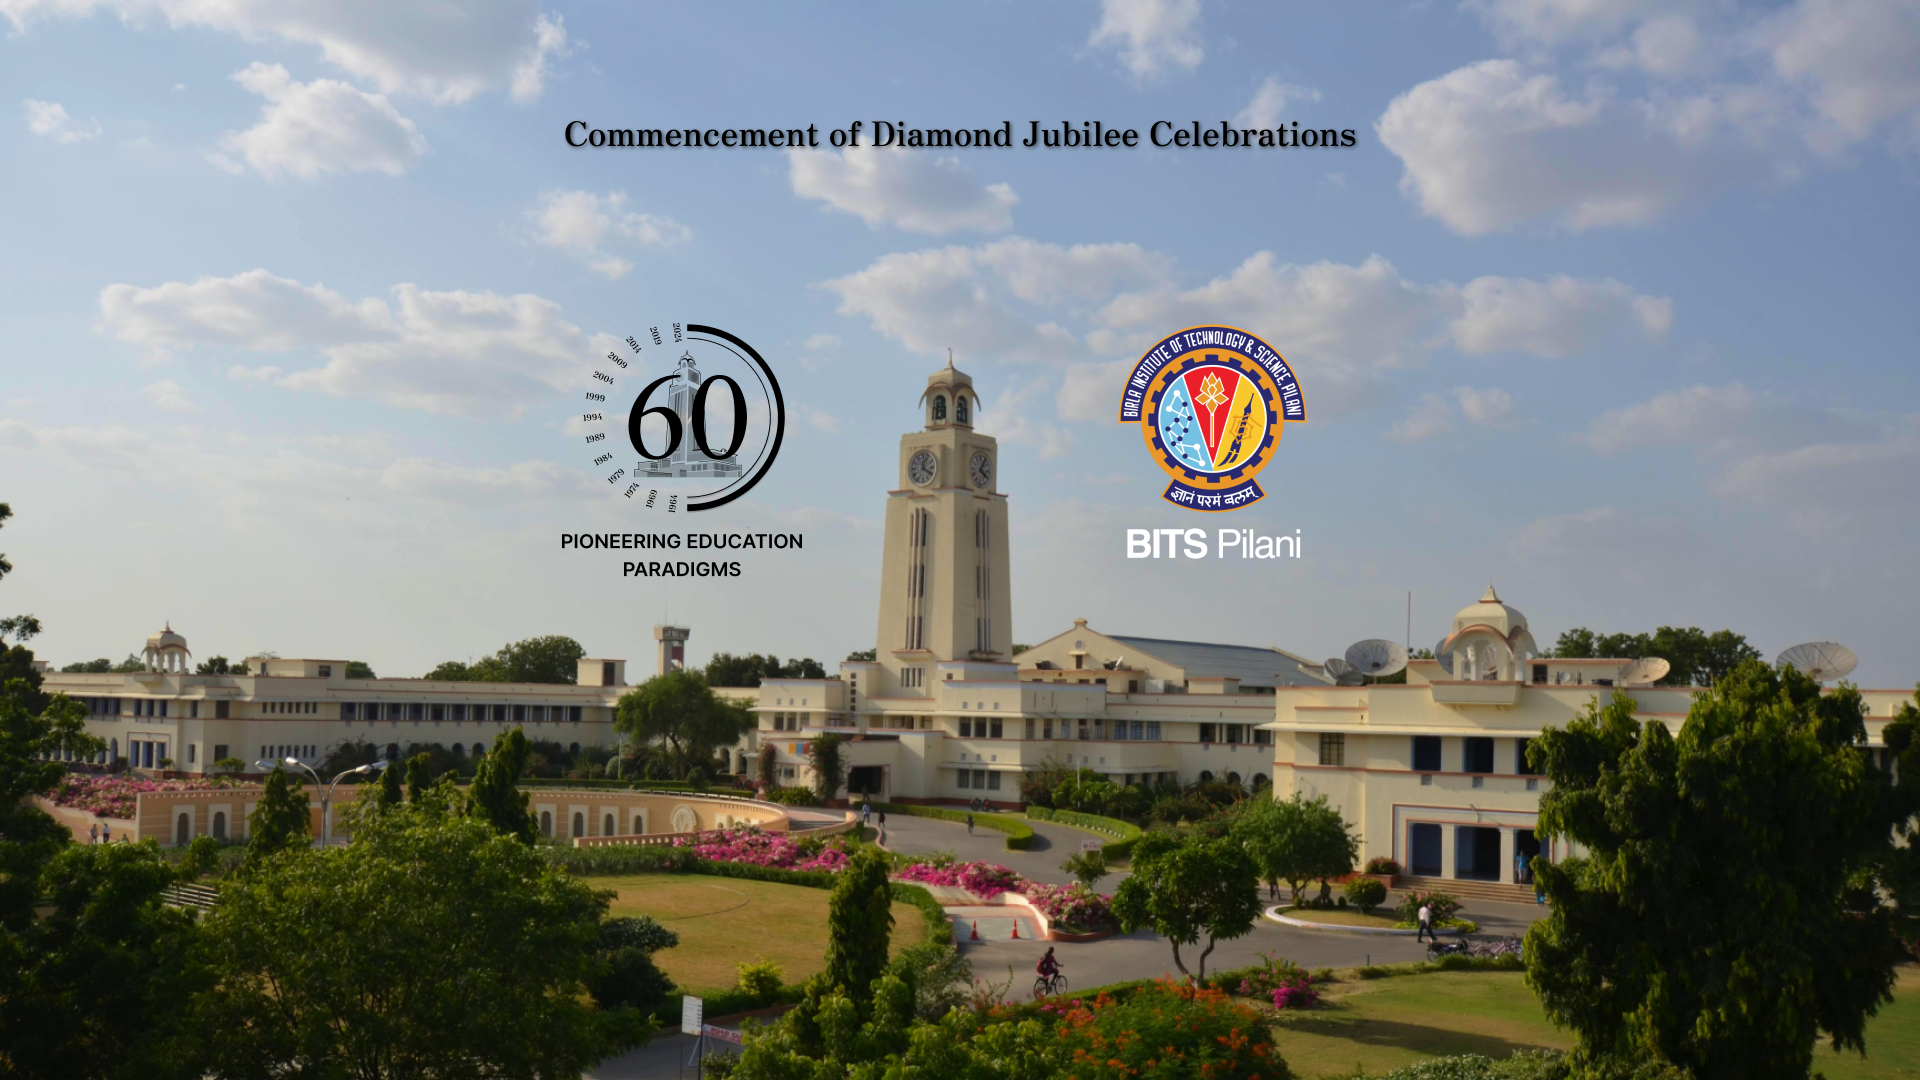 Commencement of Diamond Jubilee Celebrations
2024
2019
2014
2009
2004
1999
1994
1989
1984
1979
1974
1969
1964
60
PIONEERING EDUCATION
PARADIGMS
BIRLA INSTITUTE OF TECHNOLOGY & SCIENCE, PILANI
ज्ञानं परमं बलम्
BITS Pilani